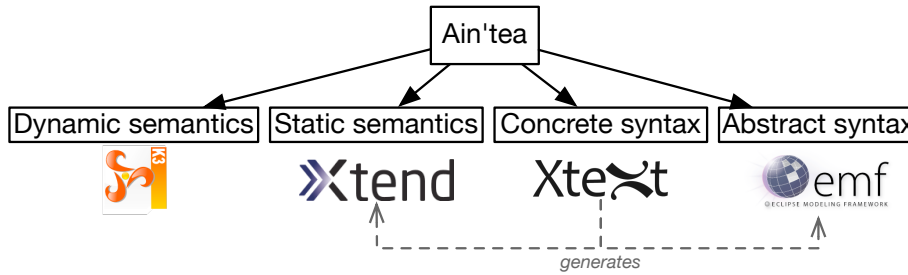 Ain'tea
Dynamic semantics
Static semantics
Concrete syntax
Abstract syntax
K3
Xtend
Xtext
emf
@ECLIPSE MODELING FRAMEWORK
generates